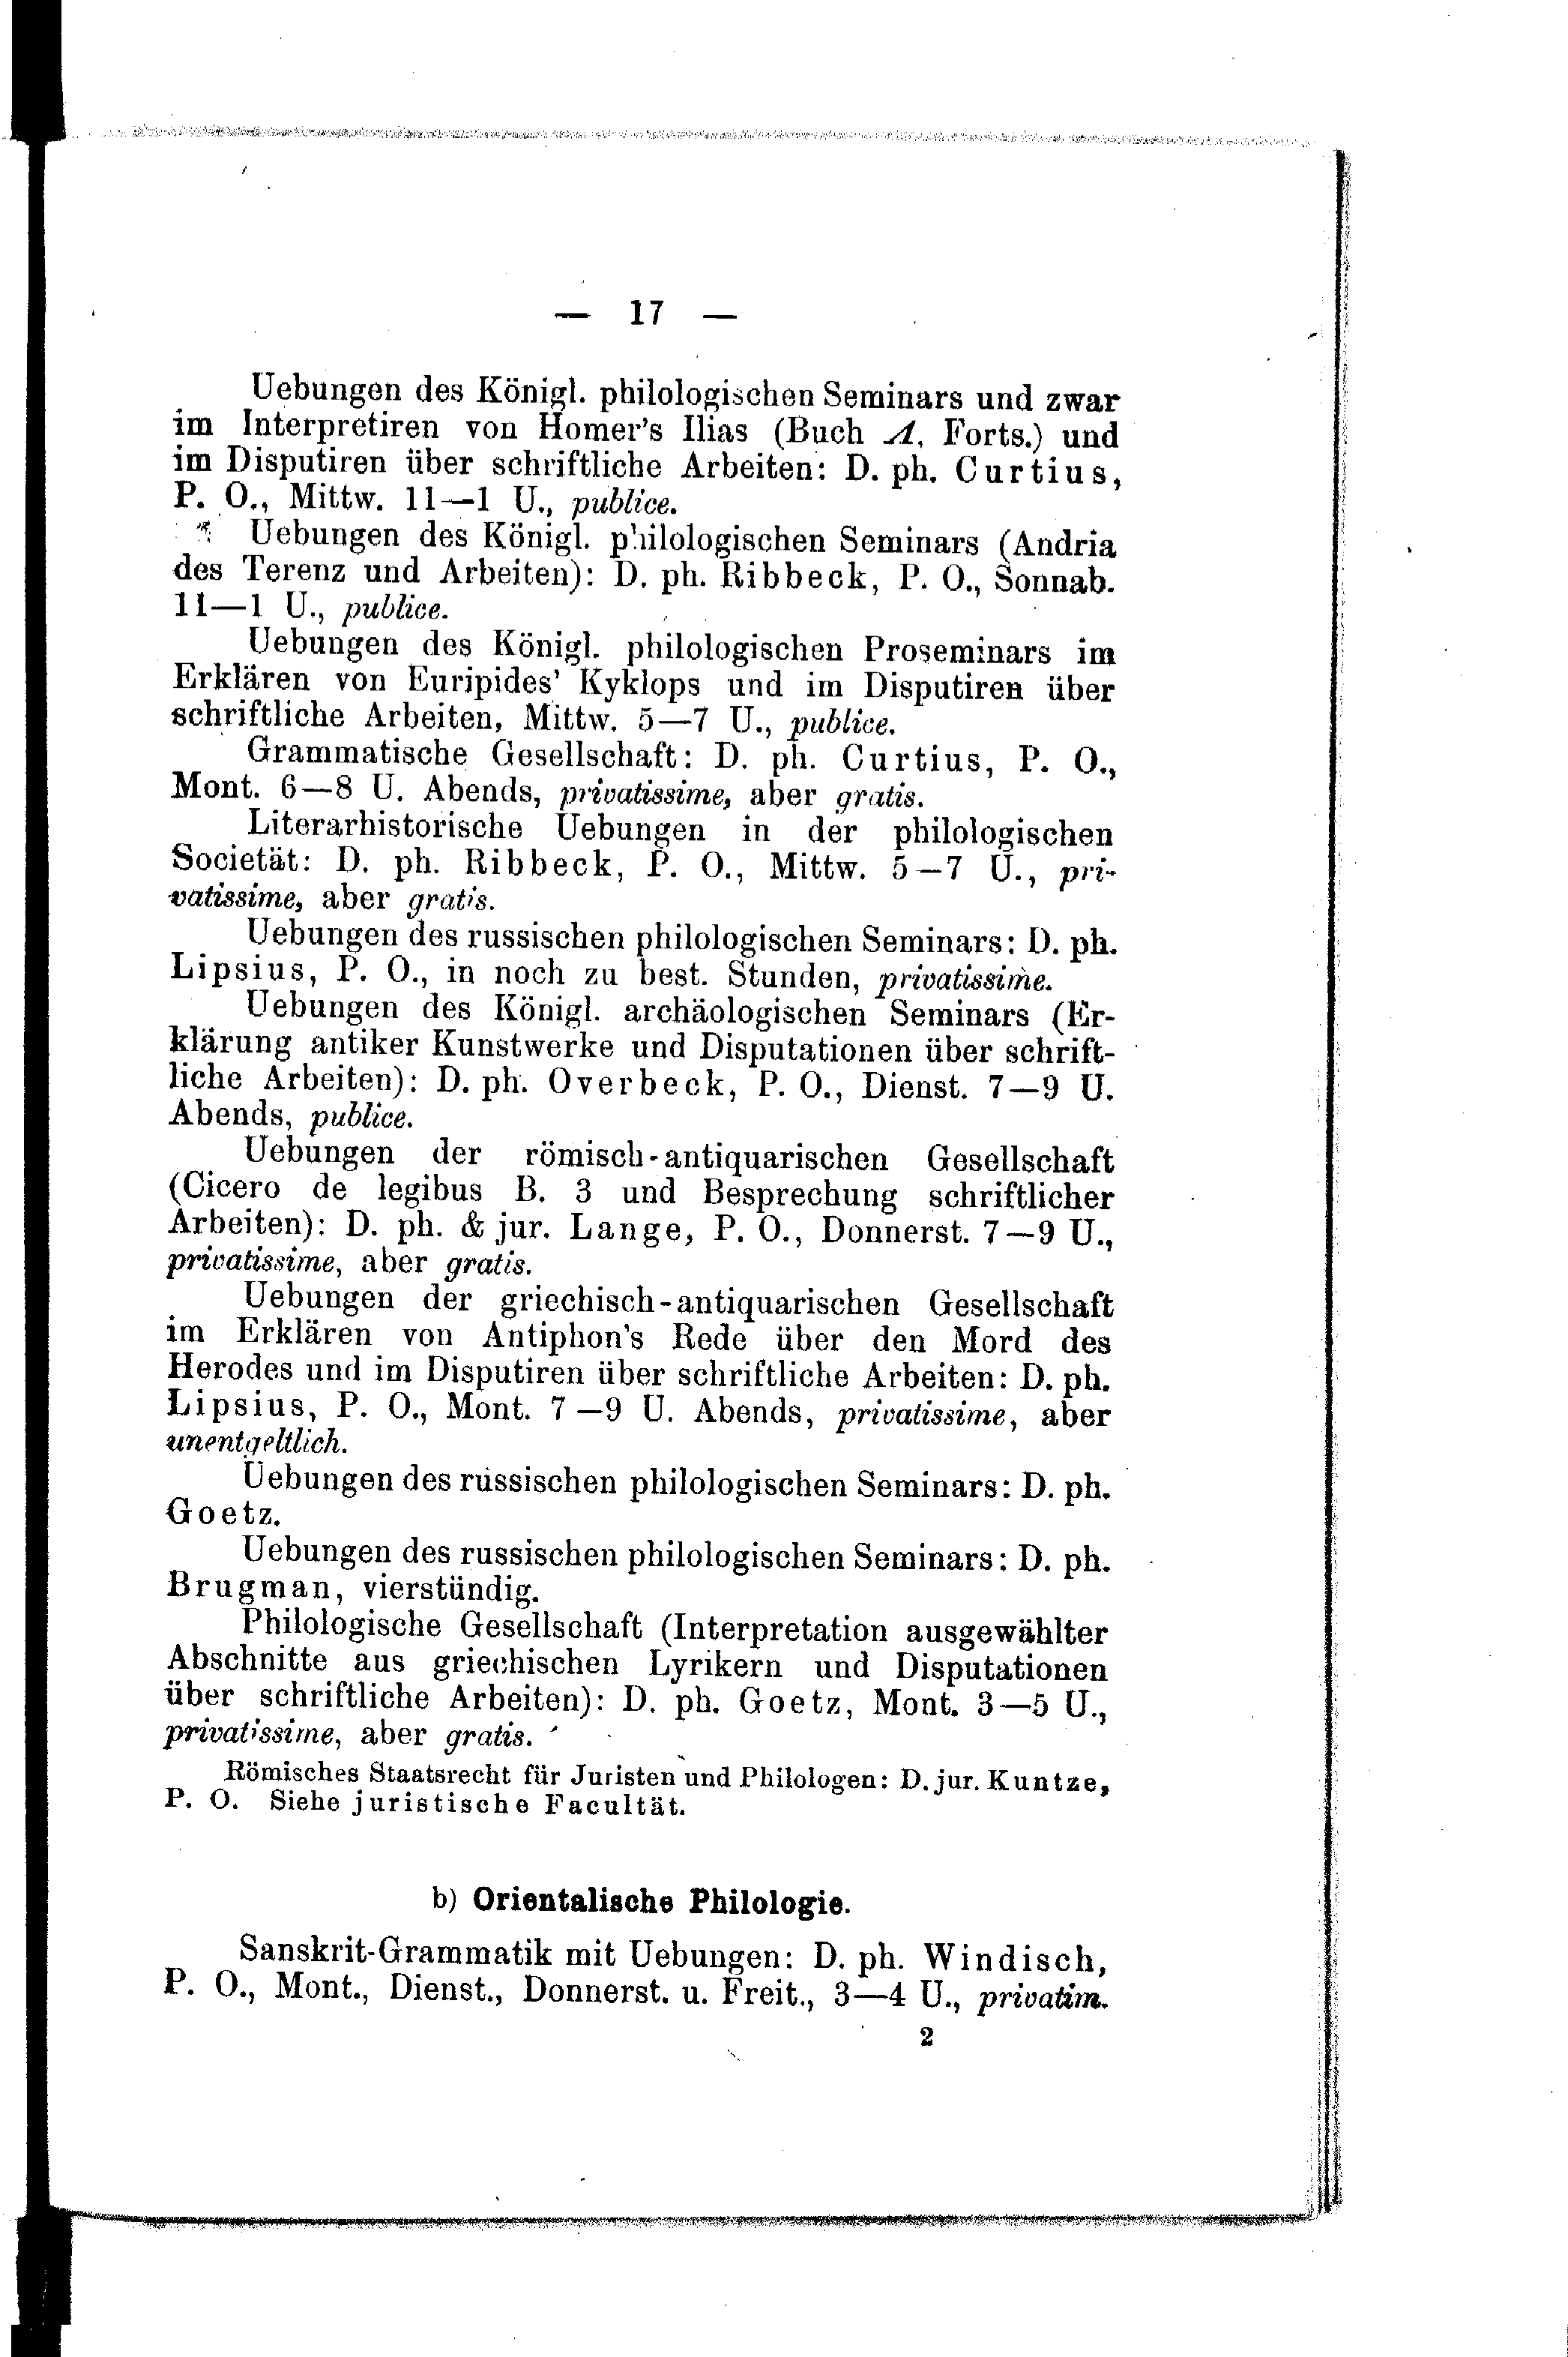 — 17 —
Uebungen des Königl. philologischen Seminars und zwar
im Interpretiren von Homer's Ilias (Buch Λ, Forts.) und
im Disputiren über schriftliche Arbeiten: D. ph. Curtius,
P. O., Mittw. 11—1 U., publice.
Uebungen des Königl. philologischen Seminars (Andria
des Terenz und Arbeiten): D. ph. Ribbeck, P. O., Sonnab.
11—1 U., publice.
Uebungen des Königl. philologischen Proseminars im
Erklären von Euripides' Kyklops und im Disputiren über
schriftliche Arbeiten, Mittw. 5—7 U., publice.
Grammatische Gesellschaft: D. ph. Curtius, P. O.,
Mont. 6—8 U. Abends, privatissime, aber gratis.
Literarhistorische Uebungen in der philologischen
Societät: D. ph. Ribbeck, P. O., Mittw. 5—7 U., pri-
vatissime, aber gratis.
Uebungen des russischen philologischen Seminars: D. ph.
Lipsius, P. O., in noch zu best. Stunden, privatissime.
Uebungen des Königl. archäologischen Seminars (Er-
klärung antiker Kunstwerke und Disputationen über schrift-
liche Arbeiten): D. ph. Overbeck, P. O., Dienst. 7—9 U.
Abends, publice.
Uebungen der römisch-antiquarischen Gesellschaft
(Cicero de legibus B. 3 und Besprechung schriftlicher
Arbeiten): D. ph. & jur. Lange, P. O., Donnerst. 7—9 U.,
privatissime, aber gratis.
Uebungen der griechisch-antiquarischen Gesellschaft
im Erklären von Antiphon's Rede über den Mord des
Herodes und im Disputiren über schriftliche Arbeiten: D. ph.
Lipsius, P. O., Mont. 7—9 U. Abends, privatissime, aber
unentgeltlich.
Uebungen des russischen philologischen Seminars: D. ph.
Goetz.
Uebungen des russischen philologischen Seminars: D. ph.
Brugman, vierstündig.
Philologische Gesellschaft (Interpretation ausgewählter
Abschnitte aus griechischen Lyrikern und Disputationen
über schriftliche Arbeiten): D. ph. Goetz, Mont. 3—5 U.,
privatissime, aber gratis.
Römisches Staatsrecht für Juristen und Philologen: D. jur. Kuntze,
P. O. Siehe juristische Facultät.
b) Orientalische Philologie.
Sanskrit-Grammatik mit Uebungen: D. ph. Windisch,
P. O., Mont., Dienst., Donnerst. u. Freit., 3—4 U., privatim.
2